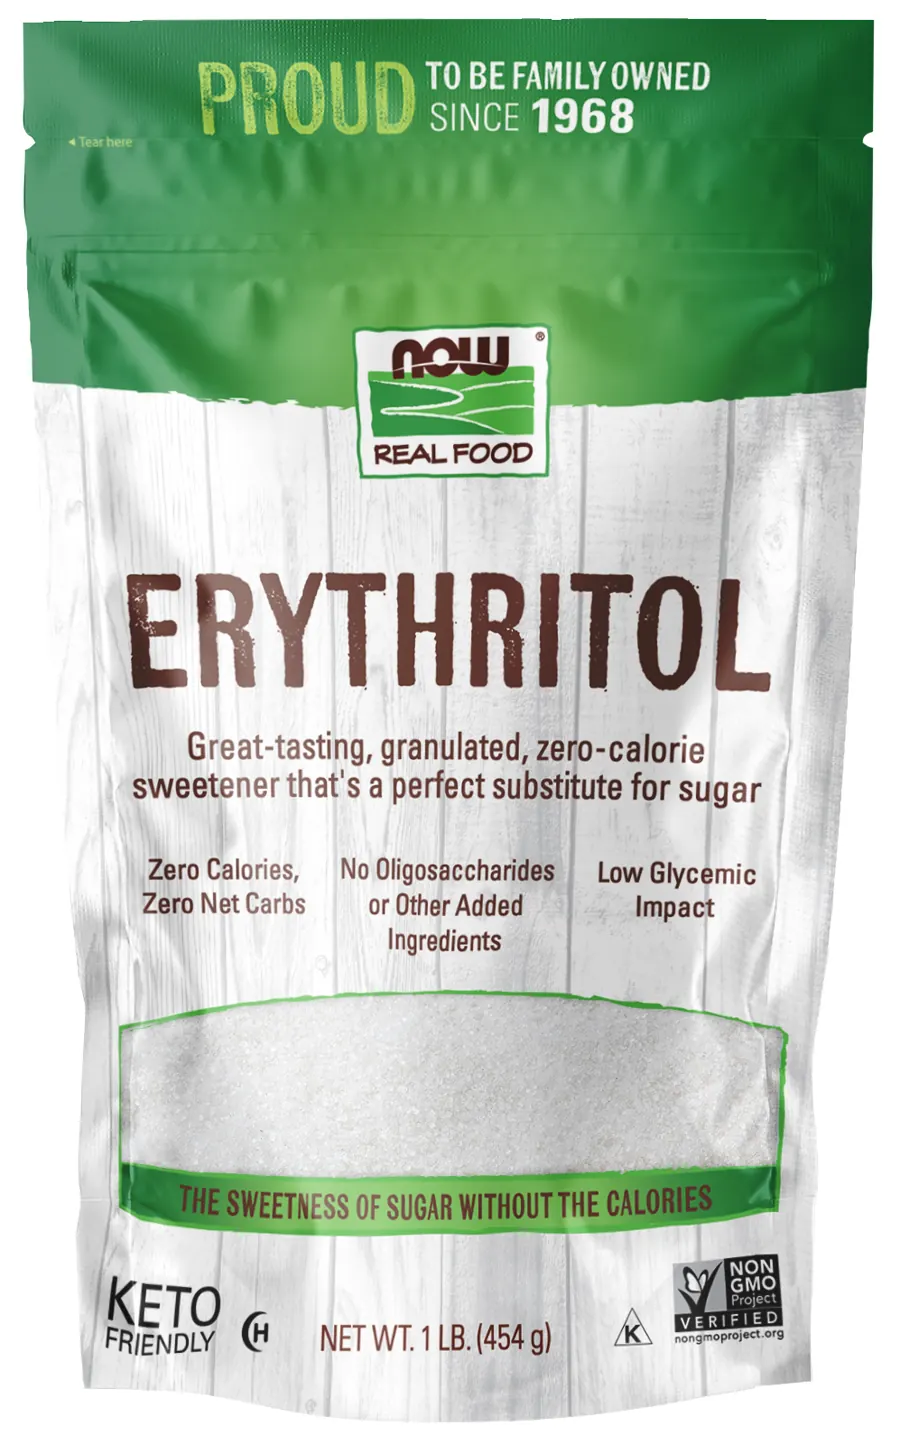 PROUD TO BE FAMILY OWNED
SINCE 1968
Tear here
now®
REAL FOOD
ERYTHRITOL
Great-tasting, granulated, zero-calorie
sweetener that's a perfect substitute for sugar
Zero Calories,
Zero Net Carbs
No Oligosaccharides
or Other Added
Ingredients
Low Glycemic
Impact
THE SWEETNESS OF SUGAR WITHOUT THE CALORIES
KETO
FRIENDLY
H
NET WT. 1 LB. (454 g)
K
NON
GMO
Project
VERIFIED
nongmoproject.org